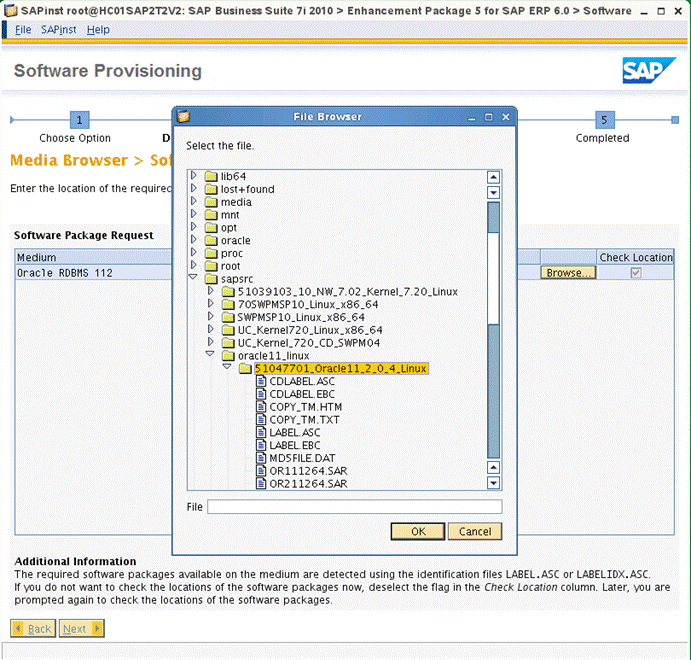 SAPinst root@HC01SAP2T2V2: SAP Business Suite 7i 2010 > Enhancement Package 5 for SAP ERP 6.0 > Software
File SAPinst Help
Software Provisioning
SAP
1
5
Choose Option
D
Completed
Media Browser > Sof
Enter the location of the required
Software Package Request
Medium
Check Location
Oracle RDBMS 112
Browse...
File Browser
Select the file.
lib64
lost+found
media
mnt
opt
oracle
proc
root
sapsrc
51039103_10_NW_7.02_Kernel_7.20_Linux
70SWPMSP10_Linux_x86_64
SWPMSP10_Linux_x86_64
UC_Kernel720_Linux_x86_64
UC_Kernel_720_CD_SWPM04
oracle11_linux
51047701_Oracle11_2_0_4_Linux
CDLABEL.ASC
CDLABEL.EBC
COPY_TM.HTM
COPY_TM.TXT
LABEL.ASC
LABEL.EBC
MD5FILE.DAT
OR111264.SAR
OR211264.SAR
File
OK
Cancel
Additional Information
The required software packages available on the medium are detected using the identification files LABEL.ASC or LABELIDX.ASC.
If you do not want to check the locations of the software packages now, deselect the flag in the Check Location column. Later, you are
prompted again to check the locations of the software packages.
Back
Next